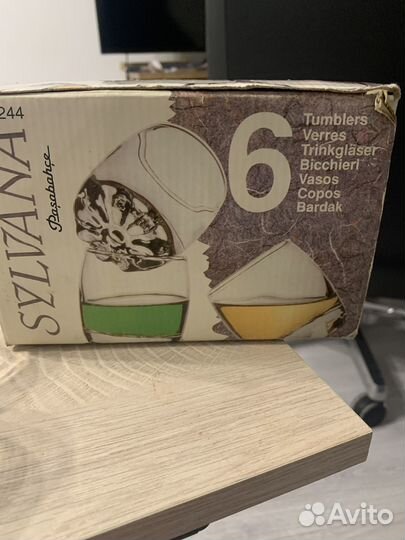 244
SYLVANA
Paşabahçe
6
Tumblers
Verres
Trinkgläser
Bicchieri
Vasos
Copos
Bardak
Avito